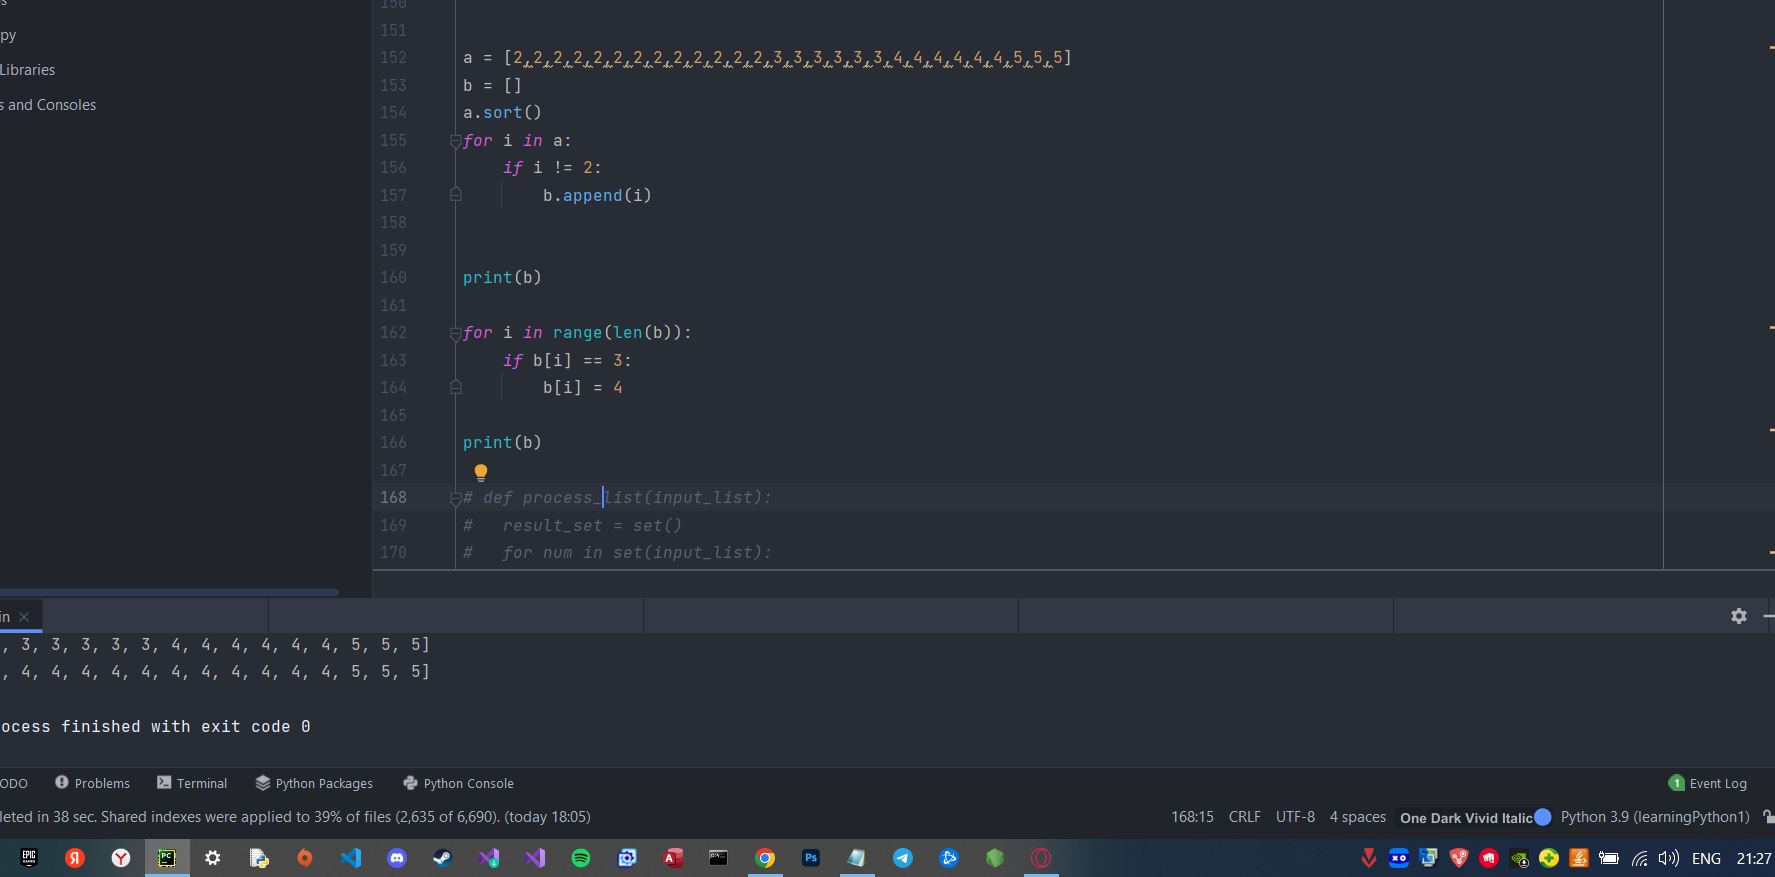 150
151
py
152 a = [2,2,2,2,2,2,2,2,2,2,2,2,2,3,3,3,3,3,3,4,4,4,4,4,4,5,5,5]
Libraries
153 b = []
s and Consoles
154 a.sort()
155 for i in a:
156 if i != 2:
157 b.append(i)
158
159
160 print(b)
161
162 for i in range(len(b)):
163 if b[i] == 3:
164 b[i] = 4
165
166 print(b)
167
168 # def process_list(input_list):
169 # result_set = set()
170 # for num in set(input_list):
in
, 3, 3, 3, 3, 3, 4, 4, 4, 4, 4, 4, 5, 5, 5]
, 4, 4, 4, 4, 4, 4, 4, 4, 4, 4, 4, 5, 5, 5]
ocess finished with exit code 0
ODO Problems Terminal Python Packages Python Console 1 Event Log
leted in 38 sec. Shared indexes were applied to 39% of files (2,635 of 6,690). (today 18:05) 168:15 CRLF UTF-8 4 spaces One Dark Vivid Italic Python 3.9 (learningPython1)
EPIC GAMES Я Y PC A Ps ENG 21:27